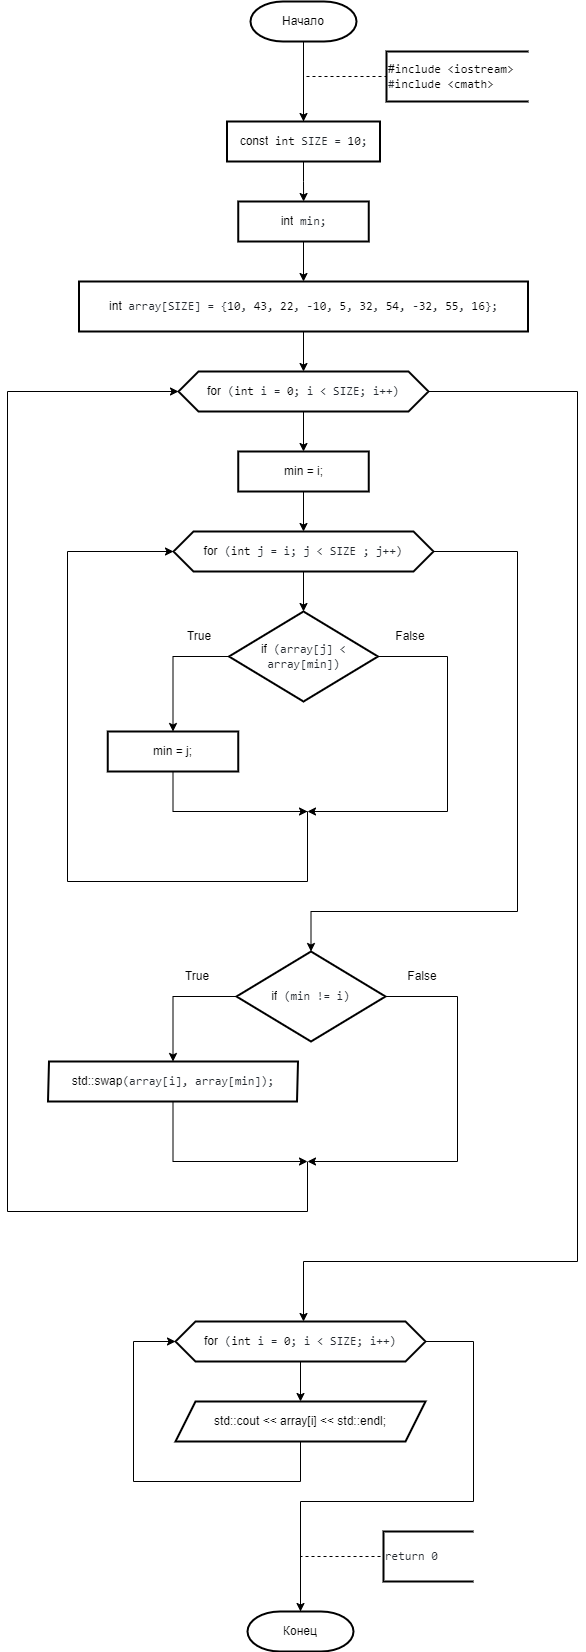 Начало
#include <iostream>
#include <cmath>
const int SIZE = 10;
int min;
int array[SIZE] = {10, 43, 22, -10, 5, 32, 54, -32, 55, 16};
for (int i = 0; i < SIZE; i++)
min = i;
for (int j = i; j < SIZE ; j++)
True
False
if (array[j] <
array[min])
min = j;
True
False
if (min != i)
std::swap(array[i], array[min]);
for (int i = 0; i < SIZE; i++)
std::cout << array[i] << std::endl;
return 0
Конец